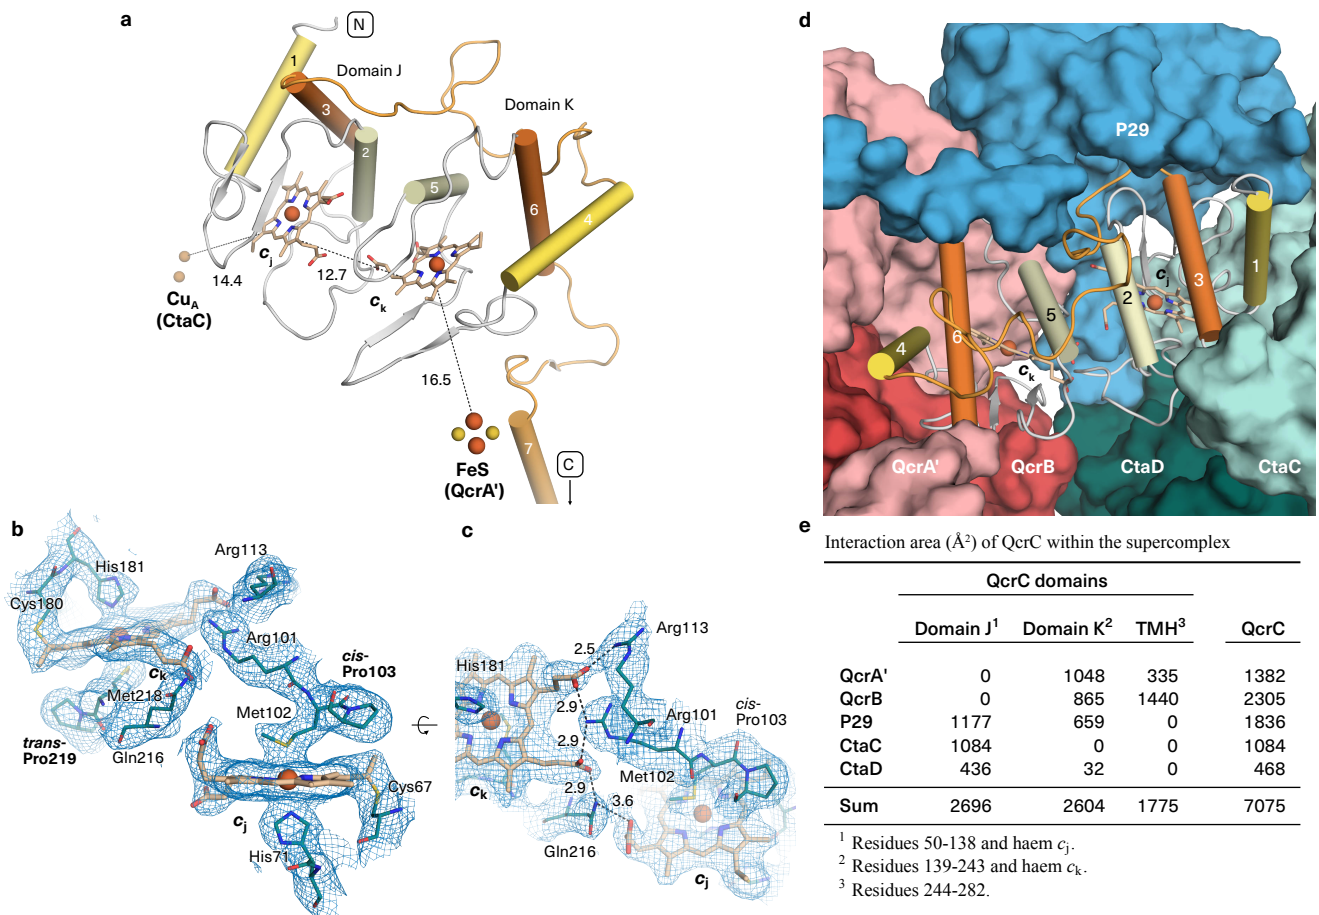 a
N
1
Domain J
3
2
Domain K
5
6
4
c_j
14.4
12.7
c_k
Cu_A
(CtaC)
16.5
FeS
(QcrA')
7
C
b
Arg113
His181
Cys180
Arg101
cis-
Pro103
c_k
Met218
Met102
trans-
Pro219
Gln216
Cys67
c_j
His71
c
Arg113
2.5
His181
2.9
Arg101
cis-
Pro103
2.9
Met102
c_k
2.9
3.6
Gln216
c_j
d
P29
1
c_j
3
2
5
6
4
c_k
QcrA'
QcrB
CtaD
CtaC
e
Interaction area (Å²) of QcrC within the supercomplex
QcrC domains
Domain J¹ Domain K² TMH³ QcrC
QcrA' 0 1048 335 1382
QcrB 0 865 1440 2305
P29 1177 659 0 1836
CtaC 1084 0 0 1084
CtaD 436 32 0 468
Sum 2696 2604 1775 7075
¹ Residues 50-138 and haem c_j.
² Residues 139-243 and haem c_k.
³ Residues 244-282.